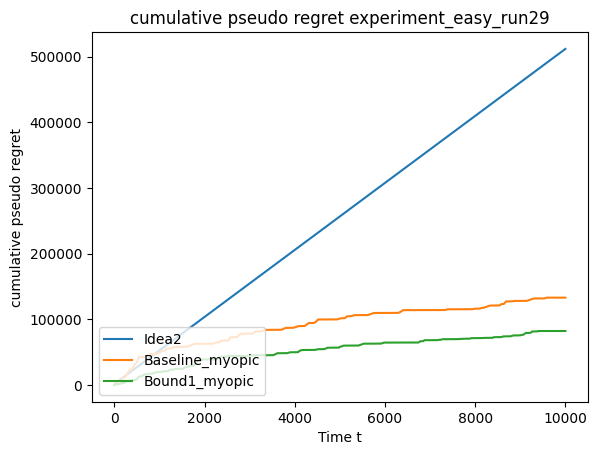 cumulative pseudo regret experiment_easy_run29
cumulative pseudo regret
500000
400000
300000
200000
100000
0
Idea2
Baseline_myopic
Bound1_myopic
0
2000
4000
6000
8000
10000
Time t